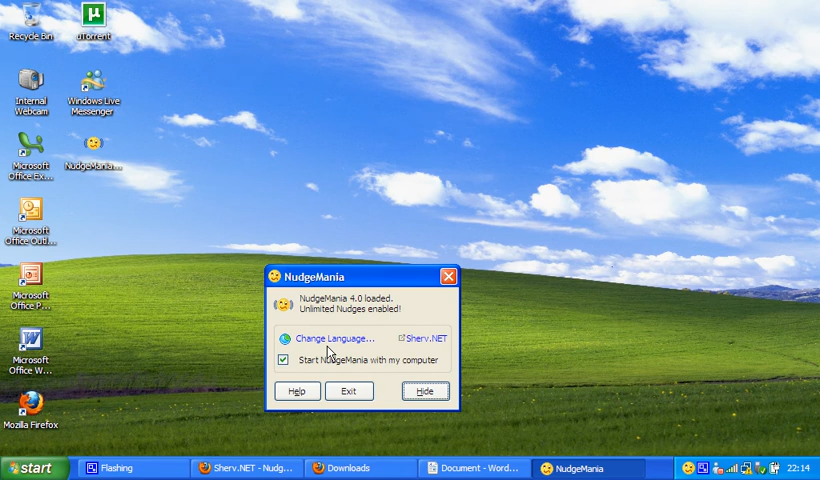 Recycle Bin
uTorrent
Internal
Webcam
Windows Live
Messenger
Microsoft
Office Ex...
NudgeMania...
Microsoft
Office Outl...
Microsoft
Office P...
Microsoft
Office W...
Mozilla Firefox
NudgeMania
NudgeMania 4.0 loaded.
Unlimited Nudges enabled!
Change Language...
Sherv.NET
Start NudgeMania with my computer
Help
Exit
Hide
start
Flashing
Sherv.NET - Nudg...
Downloads
Document - Word...
NudgeMania
22:14